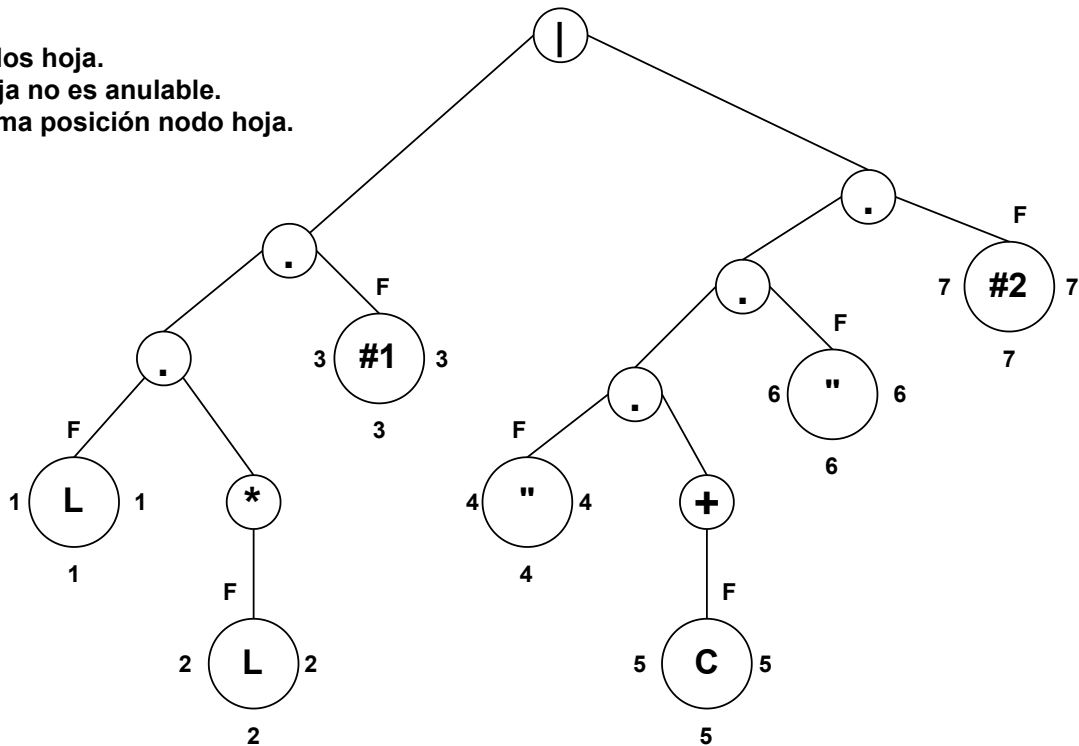 |
los hoja.
ja no es anulable.
ma posición nodo hoja.
.
F
.
.
F
7 #2 7
7
F
3 #1 3
3
.
F
6 " 6
6
.
F
1 L 1
1
*
F
4 " 4
4
+
F
2 L 2
2
F
5 C 5
5